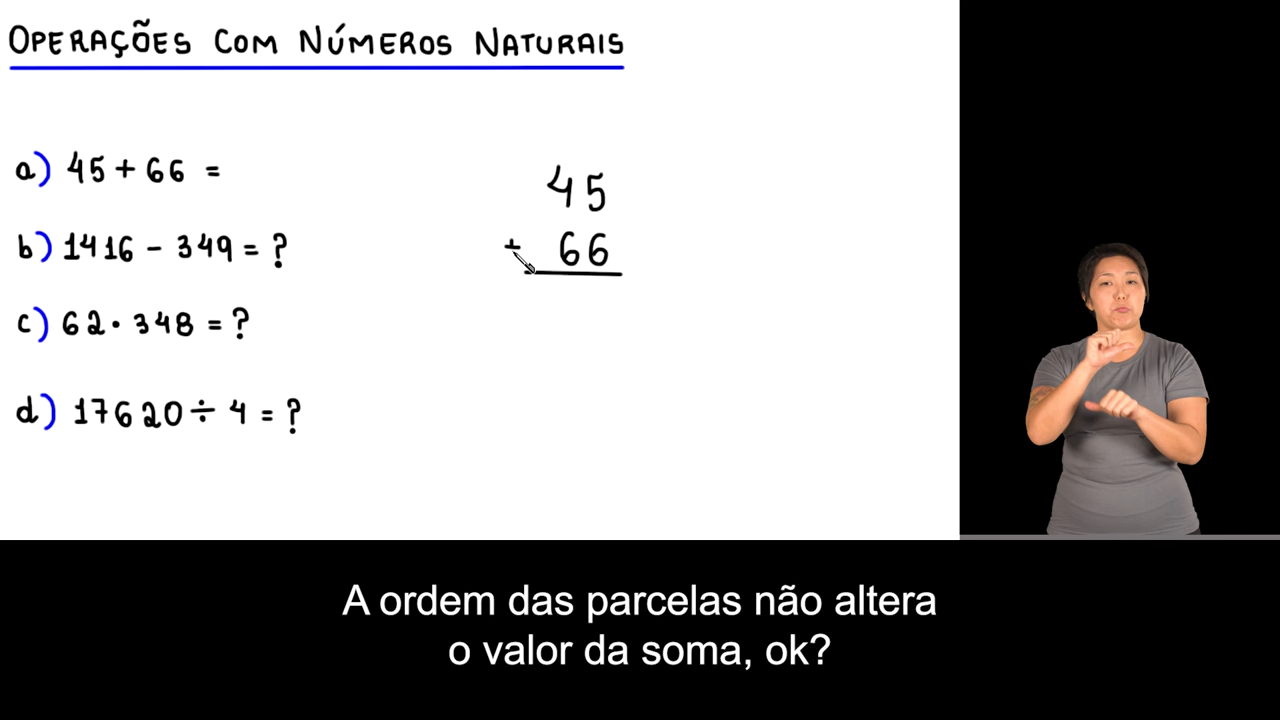 OPERAÇÕES COM NÚMEROS NATURAIS
a) 45 + 66 =
b) 1416 - 349 = ?
c) 62 . 348 = ?
d) 17620 ÷ 4 = ?
45
+ 66
A ordem das parcelas não altera
o valor da soma, ok?